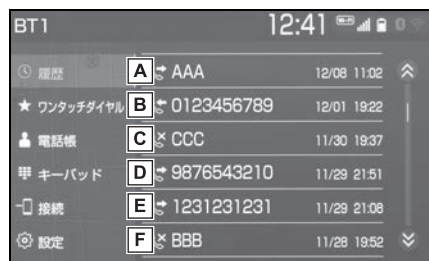 BT1 12:41 Wi-Fi
履歴 A AAA 12/08 11:02
ワンタッチダイヤル B 0123456789 12/01 19:22
電話帳 C CCC 11/30 19:37
キーパッド D 9876543210 11/29 21:51
接続 E 1231231231 11/29 21:08
設定 F BBB 11/28 19:52